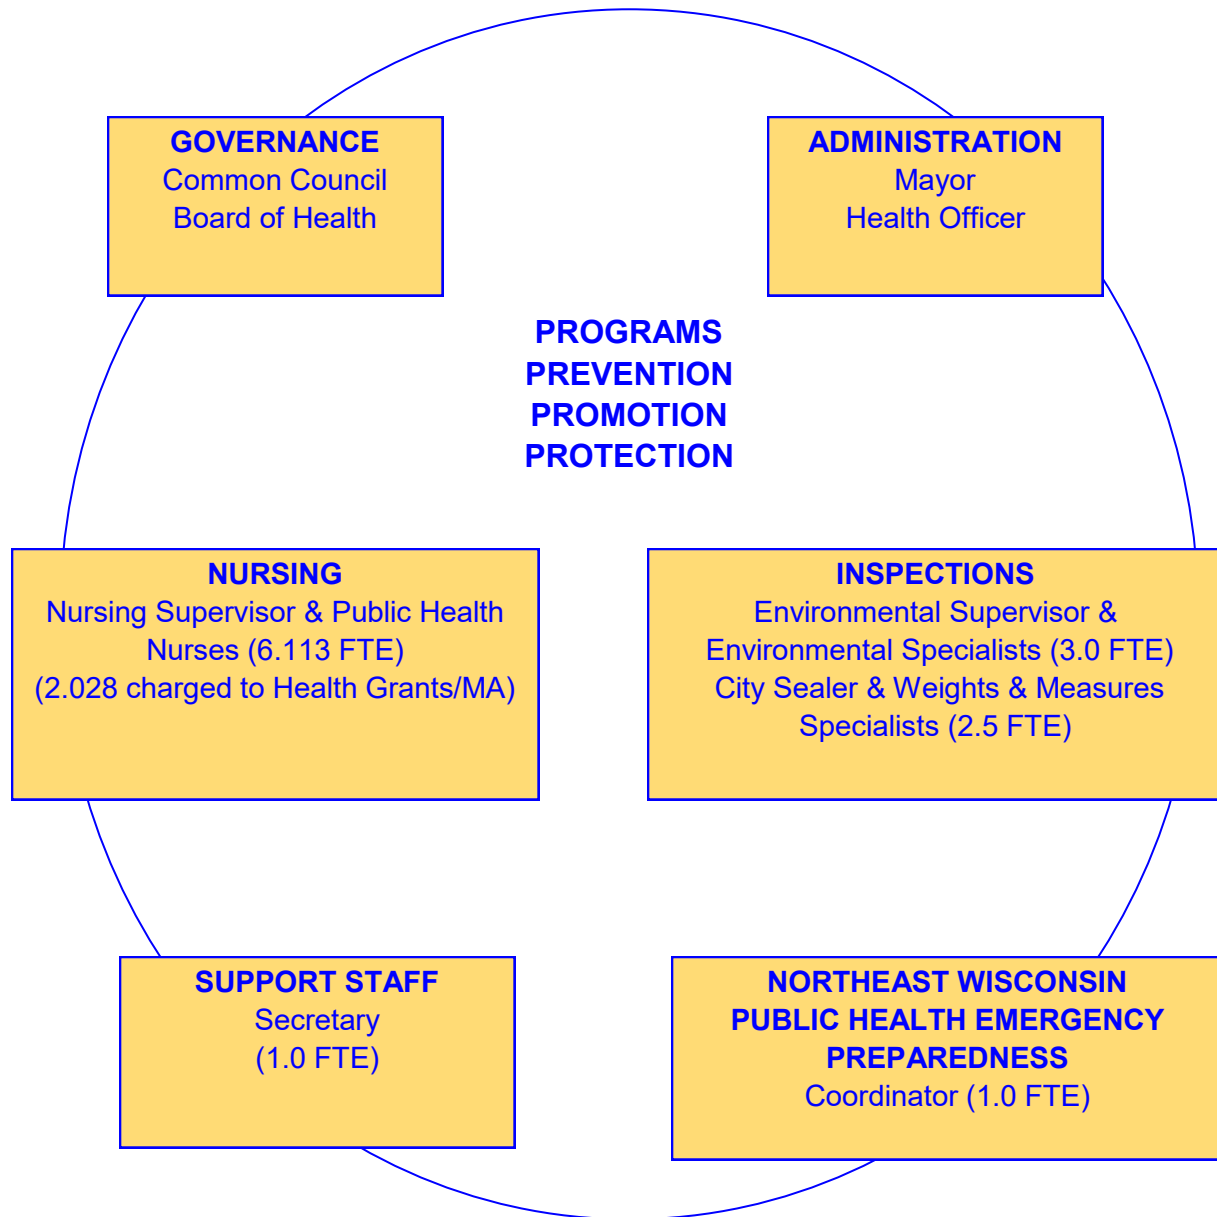 GOVERNANCE
Common Council
Board of Health
ADMINISTRATION
Mayor
Health Officer
PROGRAMS
PREVENTION
PROMOTION
PROTECTION
NURSING
Nursing Supervisor & Public Health
Nurses (6.113 FTE)
(2.028 charged to Health Grants/MA)
INSPECTIONS
Environmental Supervisor &
Environmental Specialists (3.0 FTE)
City Sealer & Weights & Measures
Specialists (2.5 FTE)
SUPPORT STAFF
Secretary
(1.0 FTE)
NORTHEAST WISCONSIN
PUBLIC HEALTH EMERGENCY
PREPAREDNESS
Coordinator (1.0 FTE)